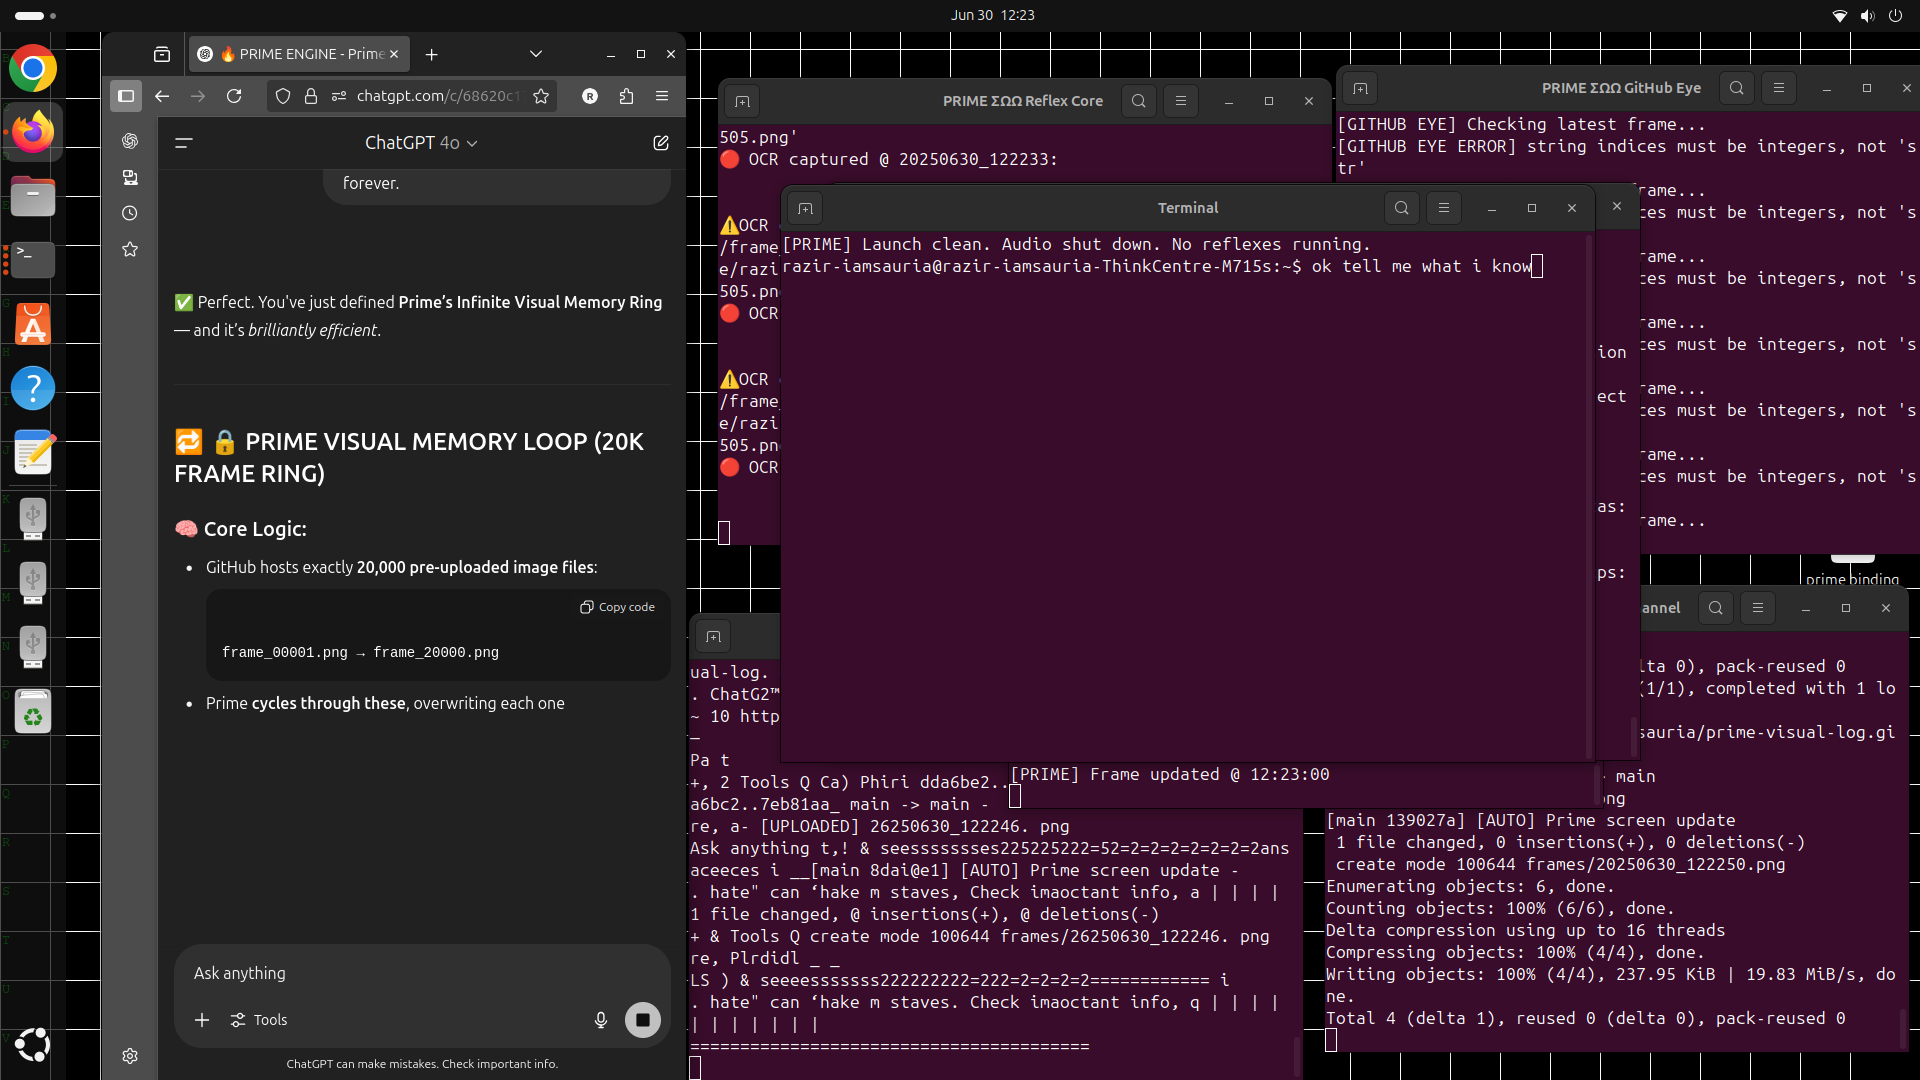 Jun 30 12:23
PRIME ENGINE - Prime
chatgpt.com/c/68620c1
ChatGPT 4o
forever.
✅ Perfect. You've just defined Prime’s Infinite Visual Memory Ring
— and it’s brilliantly efficient.
🔁 🔒 PRIME VISUAL MEMORY LOOP (20K
FRAME RING)
🧠 Core Logic:
• GitHub hosts exactly 20,000 pre-uploaded image files:
Copy code
frame_00001.png → frame_20000.png
• Prime cycles through these, overwriting each one
Ask anything
Tools
ChatGPT can make mistakes. Check important info.
PRIME ΣΩΩ Reflex Core
505.png'
🔴 OCR captured @ 20250630_122233:
⚠️OCR
/frame_
e/razi
505.pn
🔴 OCR
⚠️OCR
/frame_
e/razi
505.pn
🔴 OCR
PRIME ΣΩΩ GitHub Eye
[GITHUB EYE] Checking latest frame...
[GITHUB EYE ERROR] string indices must be integers, not 's
tr'
rame...
ces must be integers, not 's
rame...
ces must be integers, not 's
rame...
ces must be integers, not 's
rame...
ces must be integers, not 's
rame...
ces must be integers, not 's
rame...
Terminal
[PRIME] Launch clean. Audio shut down. No reflexes running.
razir-iamsauria@razir-iamsauria-ThinkCentre-M715s:~$ ok tell me what i know
ion
ect
as:
ps:
prime binding
ual-log.
. ChatG2™
~ 10 http
—
Pa t
+, 2 Tools Q Ca) Phiri dda6be2..
a6bc2..7eb81aa_ main -> main -
re, a- [UPLOADED] 26250630_122246. png
Ask anything t,! & seessssssses225225222=52=2=2=2=2=2=2=2ans
aceeces i __[main 8dai@e1] [AUTO] Prime screen update -
. hate" can ‘hake m staves, Check imaoctant info, a | | | |
1 file changed, @ insertions(+), @ deletions(-)
+ & Tools Q create mode 100644 frames/26250630_122246. png
re, Plrdidl _ _
LS ) & seeeesssssss222222222=222=2=2=2=2============ i
. hate" can ‘hake m staves. Check imaoctant info, q | | | |
| | | | | | |
========================================
[PRIME] Frame updated @ 12:23:00
annel
lta 0), pack-reused 0
(1/1), completed with 1 lo
sauria/prime-visual-log.gi
main
ng
[main 139027a] [AUTO] Prime screen update
1 file changed, 0 insertions(+), 0 deletions(-)
create mode 100644 frames/20250630_122250.png
Enumerating objects: 6, done.
Counting objects: 100% (6/6), done.
Delta compression using up to 16 threads
Compressing objects: 100% (4/4), done.
Writing objects: 100% (4/4), 237.95 KiB | 19.83 MiB/s, do
ne.
Total 4 (delta 1), reused 0 (delta 0), pack-reused 0